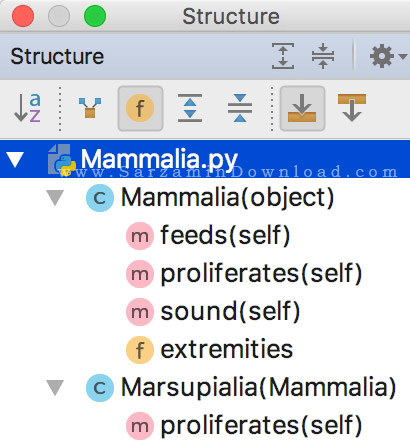 Structure
Structure
a
z
f
Mammalia.py
www.SarzaminDownload.com
C Mammalia(object)
m feeds(self)
m proliferates(self)
m sound(self)
f extremities
C Marsupialia(Mammalia)
m proliferates(self)